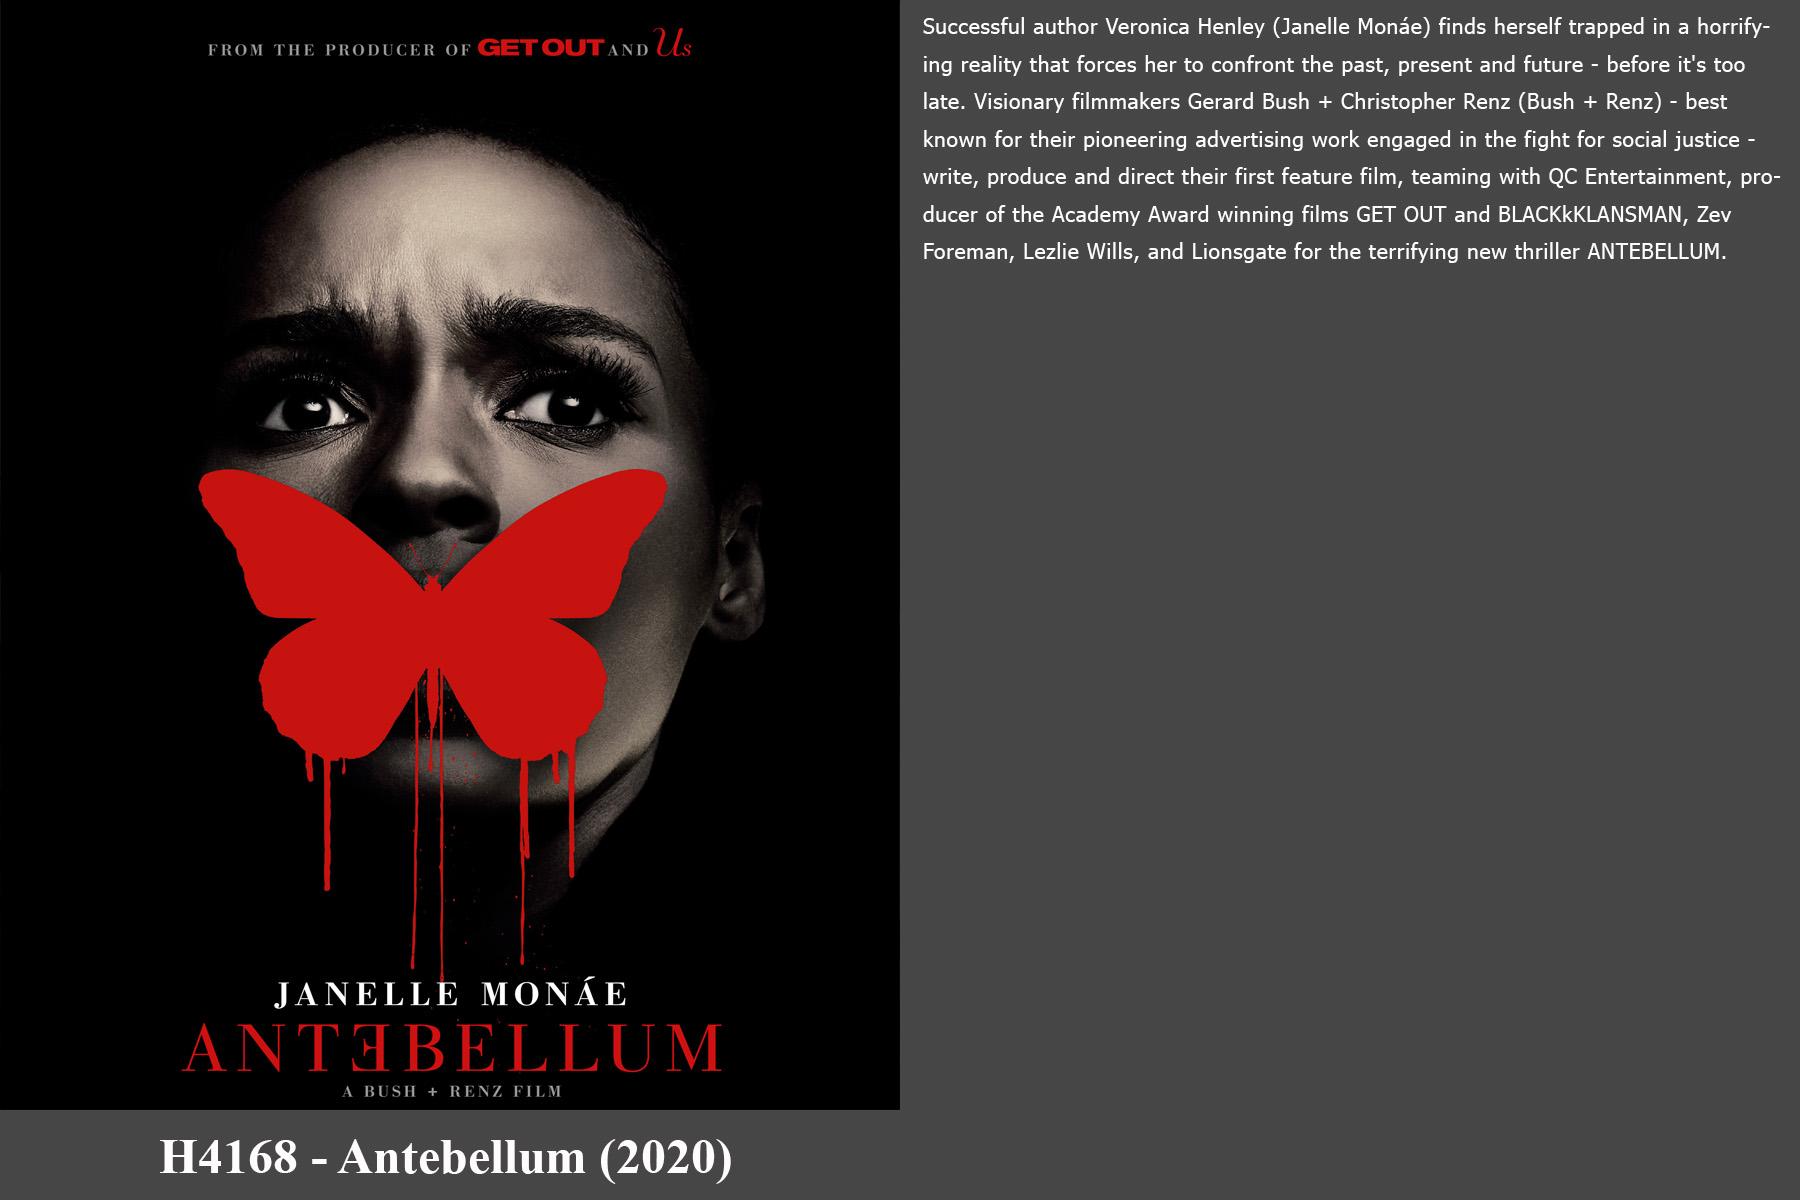 FROM THE PRODUCER OF GET OUT AND Us
JANELLE MONÁE
ANTƎBELLUM
A BUSH + RENZ FILM
H4168 - Antebellum (2020)
Successful author Veronica Henley (Janelle Monáe) finds herself trapped in a horrify-
ing reality that forces her to confront the past, present and future - before it's too
late. Visionary filmmakers Gerard Bush + Christopher Renz (Bush + Renz) - best
known for their pioneering advertising work engaged in the fight for social justice -
write, produce and direct their first feature film, teaming with QC Entertainment, pro-
ducer of the Academy Award winning films GET OUT and BLACKkKLANSMAN, Zev
Foreman, Lezlie Wills, and Lionsgate for the terrifying new thriller ANTEBELLUM.